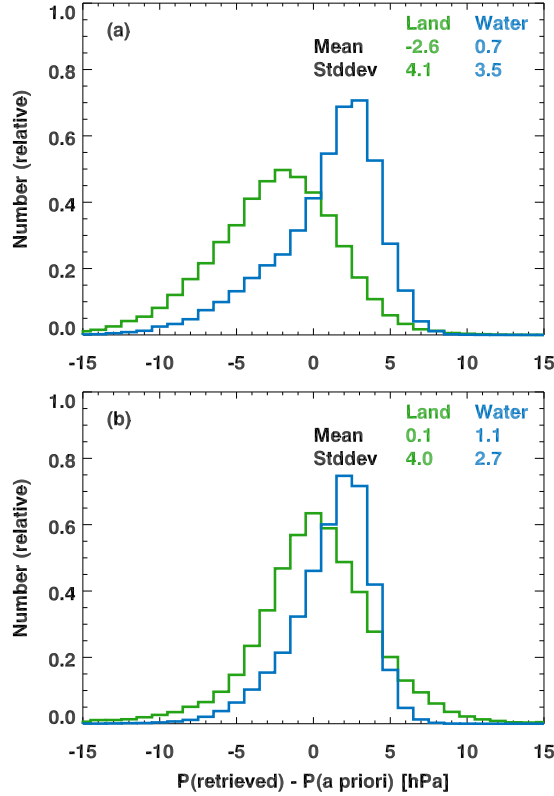 (a)
Land Water
Mean -2.6 0.7
Stddev 4.1 3.5
Number (relative)
1.0
0.8
0.6
0.4
0.2
0.0
-15 -10 -5 0 5 10 15
(b)
Land Water
Mean 0.1 1.1
Stddev 4.0 2.7
Number (relative)
1.0
0.8
0.6
0.4
0.2
0.0
-15 -10 -5 0 5 10 15
P(retrieved) - P(a priori) [hPa]